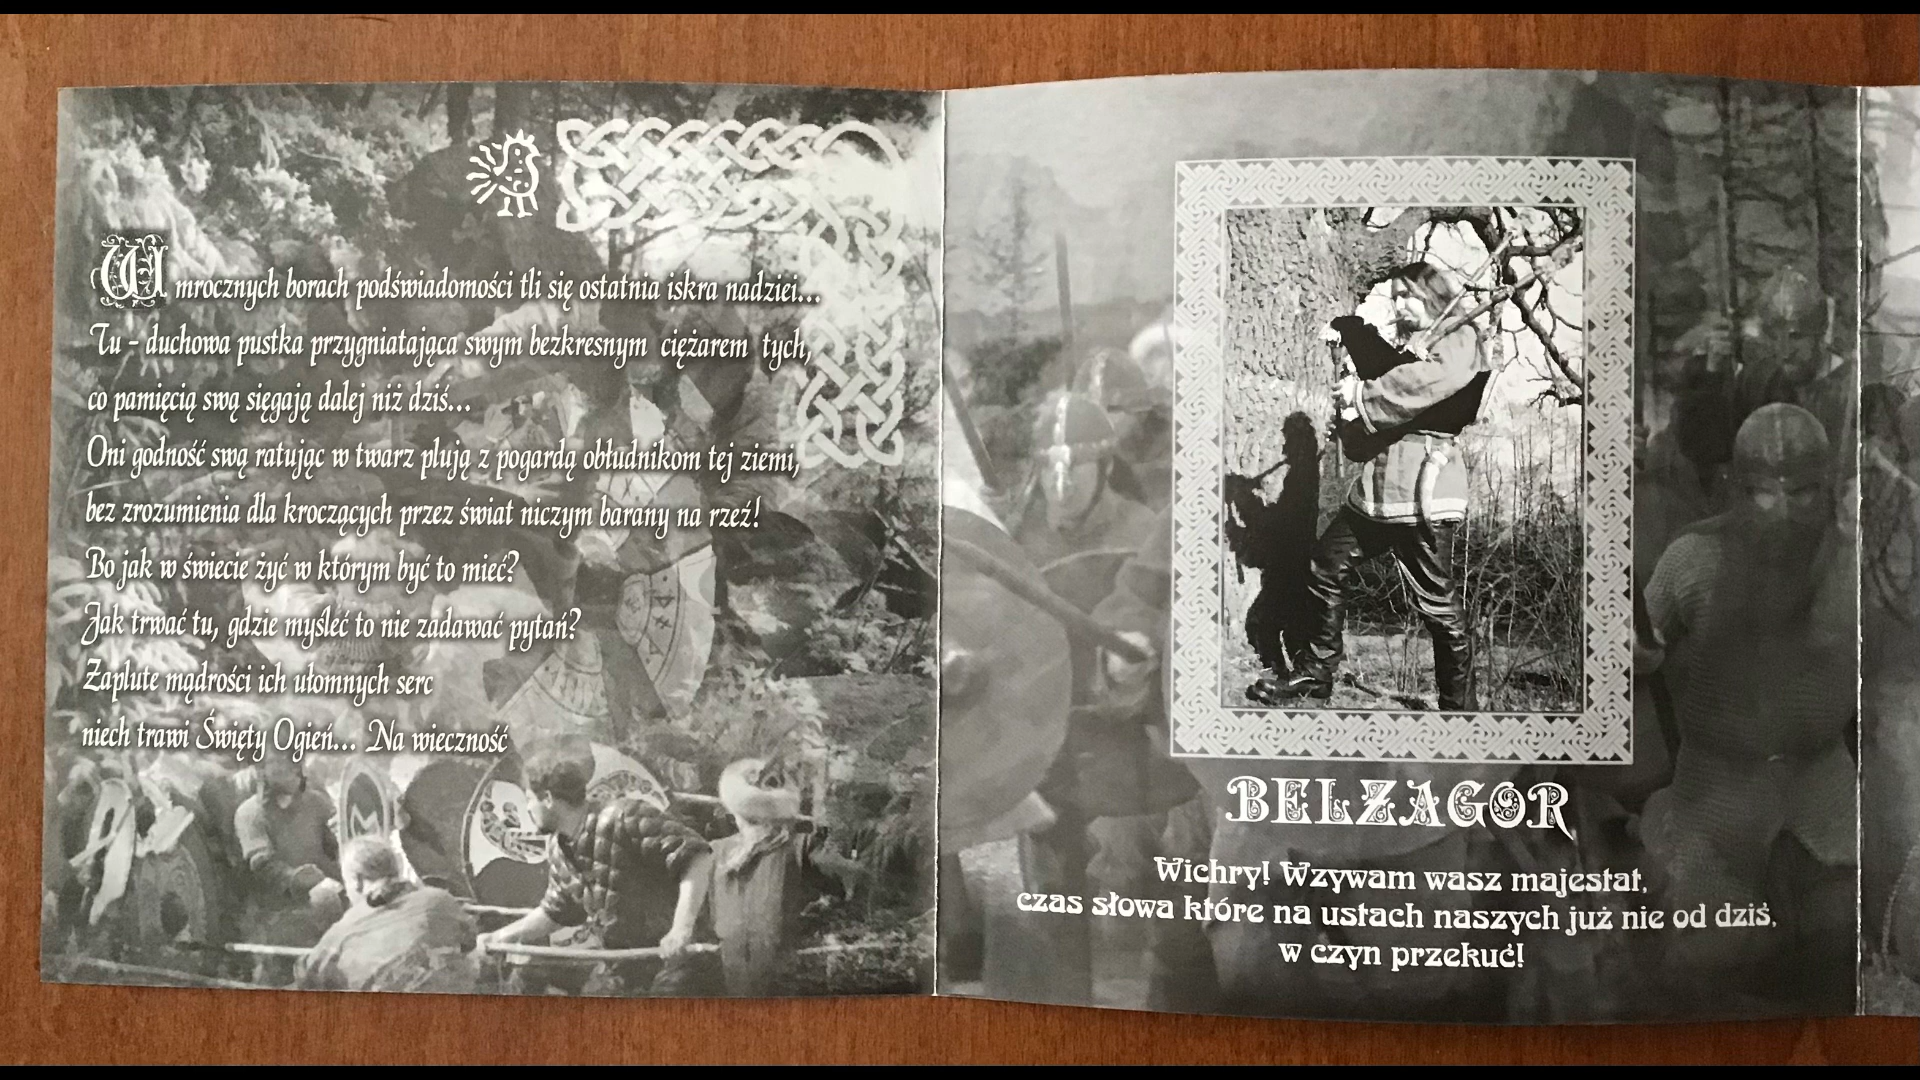 W mrocznych borach podświadomości tli się ostatnia iskra nadziei...
Tu - duchowa pustka przygniatająca swym bezkresnym ciężarem tych,
co pamięcią swą sięgają dalej niż dziś...
Oni godność swą ratując w twarz plują z pogardą obłudnikom tej ziemi,
bez zrozumienia dla kroczących przez świat niczym barany na rzeź!
Bo jak w świecie żyć w którym być to mieć?
Jak trwać tu, gdzie myśleć to nie zadawać pytań?
Zaplute mądrości ich ułomnych serc
niech trawi Święty Ogień... Na wieczność
BELZAGOR
Wichry! Wzywam wasz majestat,
czas słowa które na ustach naszych już nie od dziś,
w czyn przekuć!